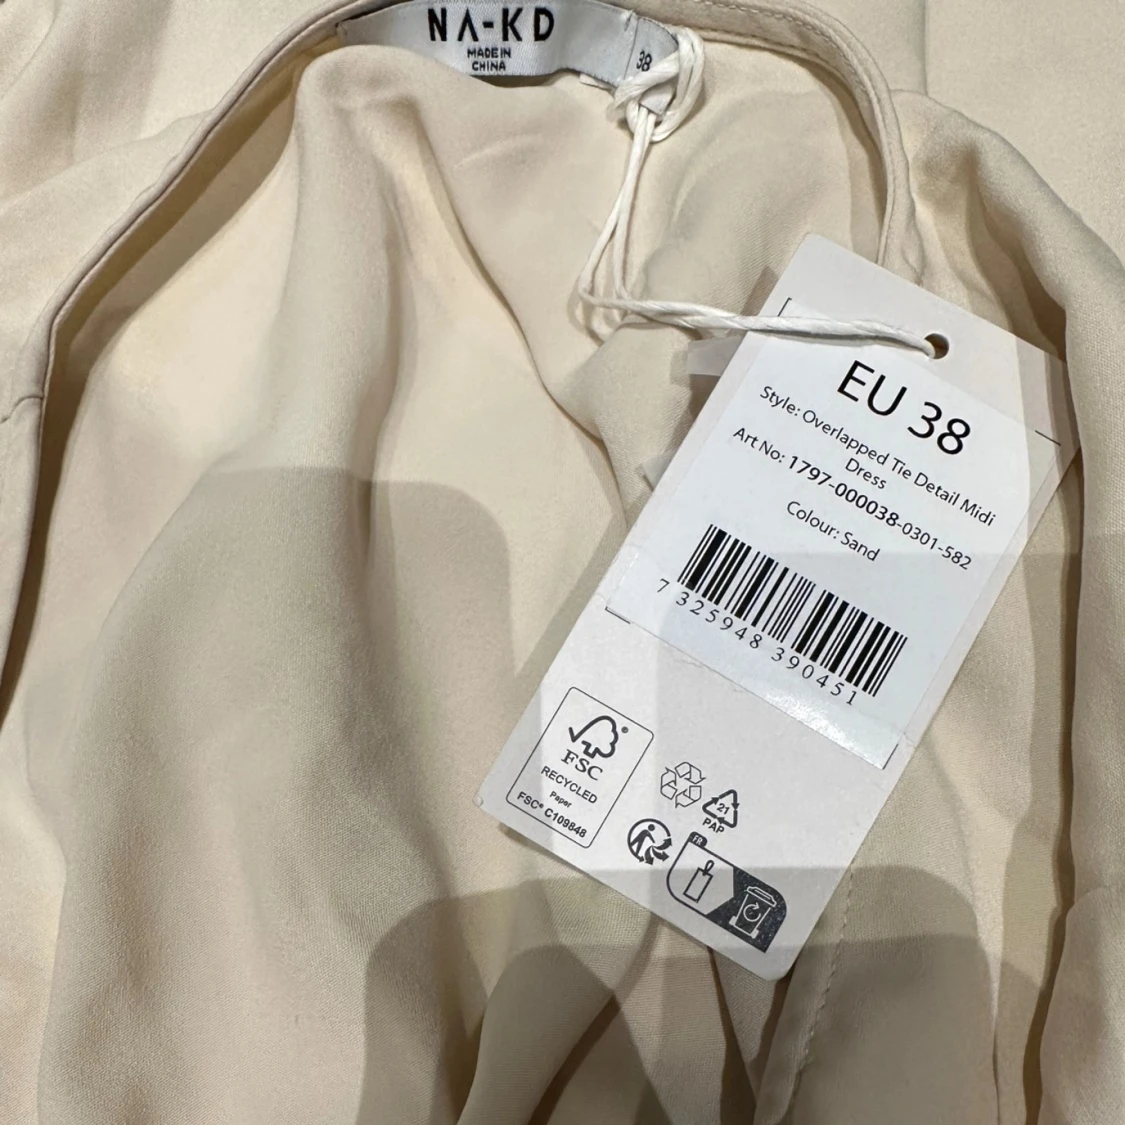 NA-KD
MADE IN
CHINA
38
EU 38
Style: Overlapped Tie Detail Midi
Dress
Art No: 1797-000038-0301-582
Colour: Sand
7 325948 390451
FSC®
RECYCLED
Paper
FSC® C109848
21
PAP
FR